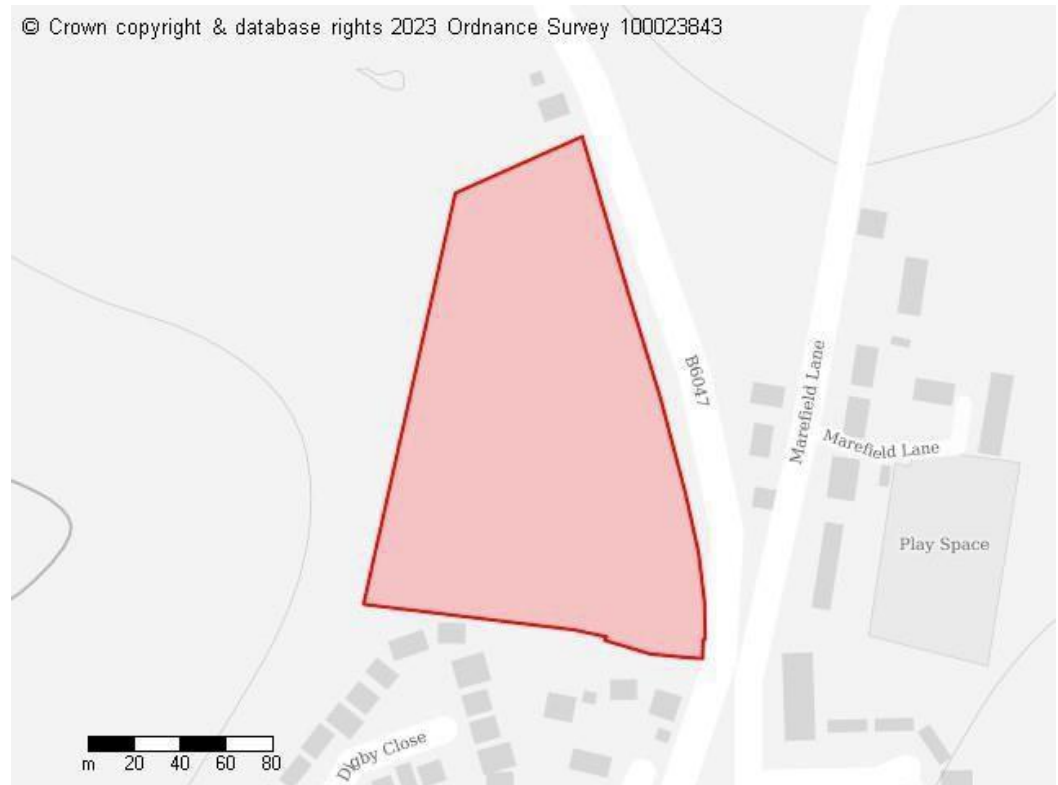 © Crown copyright & database rights 2023 Ordnance Survey 100023843
B6047
Marefield Lane
Marefield Lane
Play Space
Digby Close
m 20 40 60 80